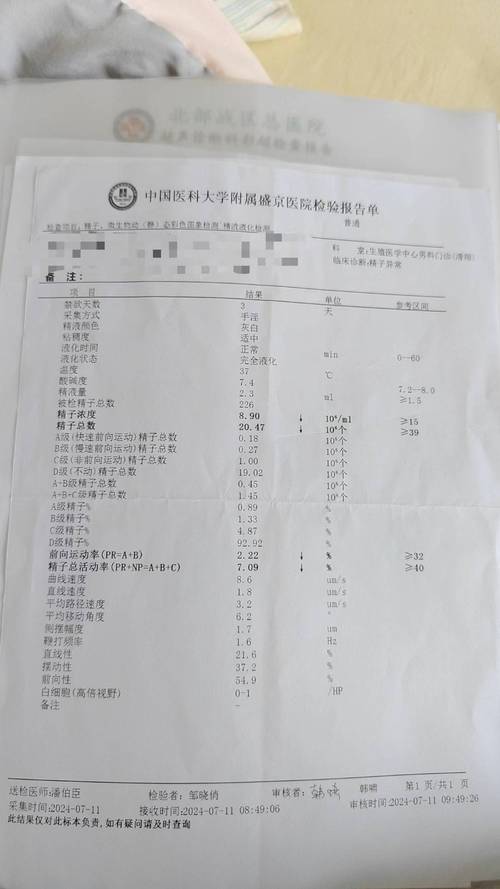 北部战区总医院
中国医科大学附属盛京医院检验报告单
普通
检查项目: 精子、微生物动(静)态彩色图象检测 精液液化检测
科 室: 生殖医学中心男科门诊(滑翔)
临床诊断: 精子异常
备 注:
项 目 结果 单位 参考区间
禁欲天数 3 天
采集方式 手淫
精液颜色 灰白
粘稠度 适中
液化时间 正常 min 0--60
液化状态 完全液化
温度 37 ℃
酸碱度 7.4 7.2--8.0
精液量 2.3 ml ≥1.5
被检精子总数 226
精子浓度 8.90 ↓ 10⁶/ml ≥15
精子总数 20.47 ↓ 10⁶个 ≥39
A级(快速前向运动)精子总数 0.18 10⁶个
B级(慢速前向运动)精子总数 0.27 10⁶个
C级(非前向运动)精子总数 1.00 10⁶个
D级(不动)精子总数 19.02 10⁶个
A+B级精子总数 0.45 10⁶个
A+B+C级精子总数 1.45 10⁶个
A级精子% 0.89 %
B级精子% 1.33 %
C级精子% 4.87 %
D级精子% 92.92 %
前向运动率(PR=A+B) 2.22 ↓ % ≥32
精子总活动率(PR+NP=A+B+C) 7.09 ↓ % ≥40
曲线速度 8.6 um/s
直线速度 1.8 um/s
平均路径速度 3.2 um/s
平均移动角度 6.2 °
侧摆幅度 1.7 um
鞭打频率 1.6 Hz
直线性 21.6 %
摆动性 37.2 %
前向性 54.9 %
白细胞(高倍视野) 0-1 /HP
备注 -
送检医师:潘伯臣 检验者: 邹晓俏 审核者: 韩啸 第1 页/共1 页
采集时间:2024-07-11 接收时间:2024-07-11 08:49:06 审核时间:2024-07-11 09:49:26
此结果仅对此标本负责,如有疑问请及时查询